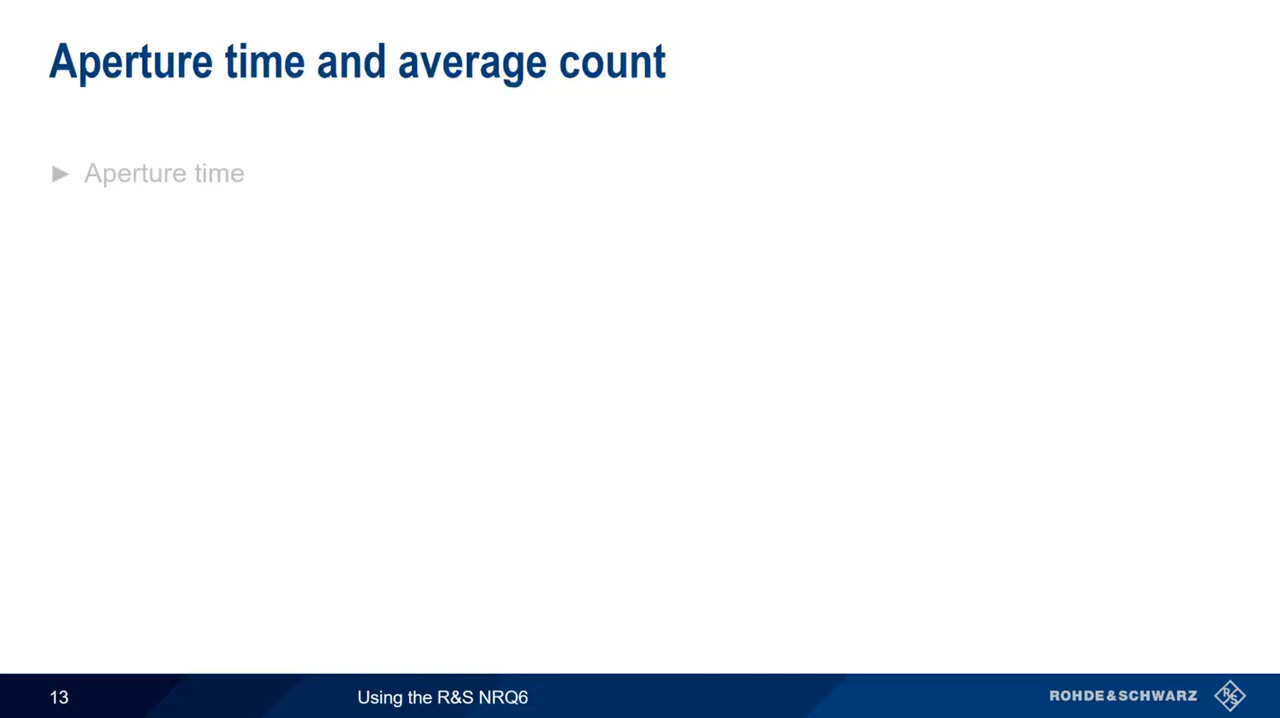 Aperture time and average count
► Aperture time
13 Using the R&S NRQ6 ROHDE&SCHWARZ R&S